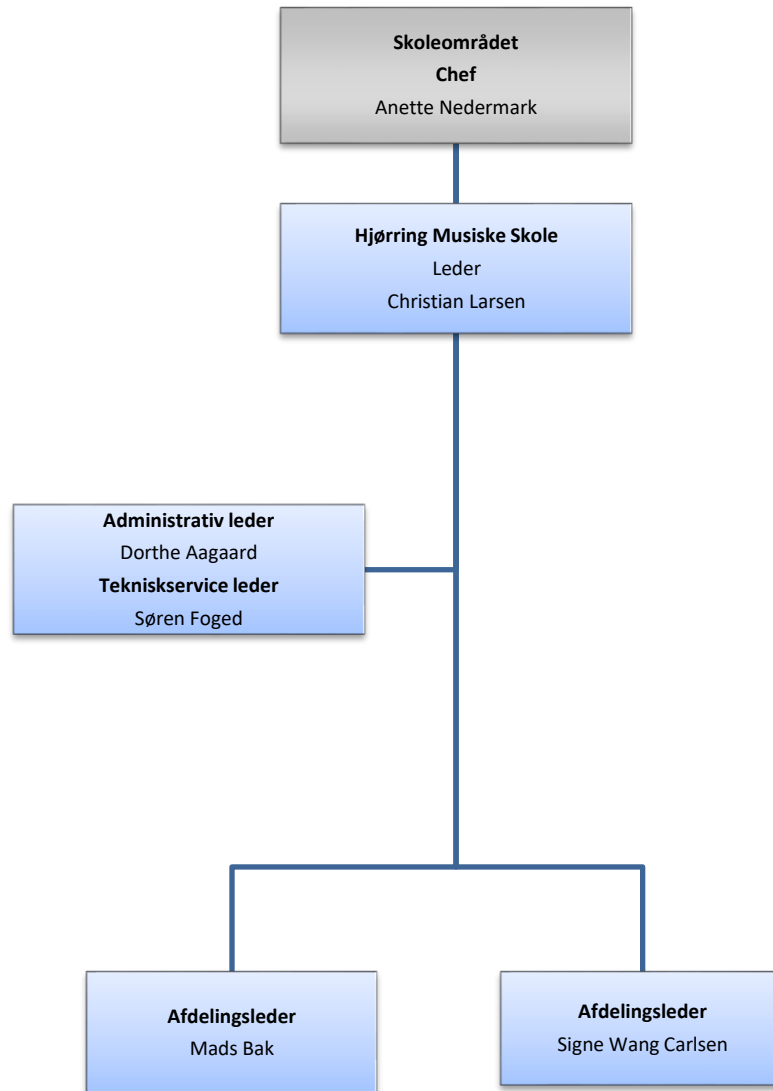 Skoleområdet
Chef
Anette Nedermark
Hjørring Musiske Skole
Leder
Christian Larsen
Administrativ leder
Dorthe Aagaard
Tekniskservice leder
Søren Foged
Afdelingsleder
Mads Bak
Afdelingsleder
Signe Wang Carlsen